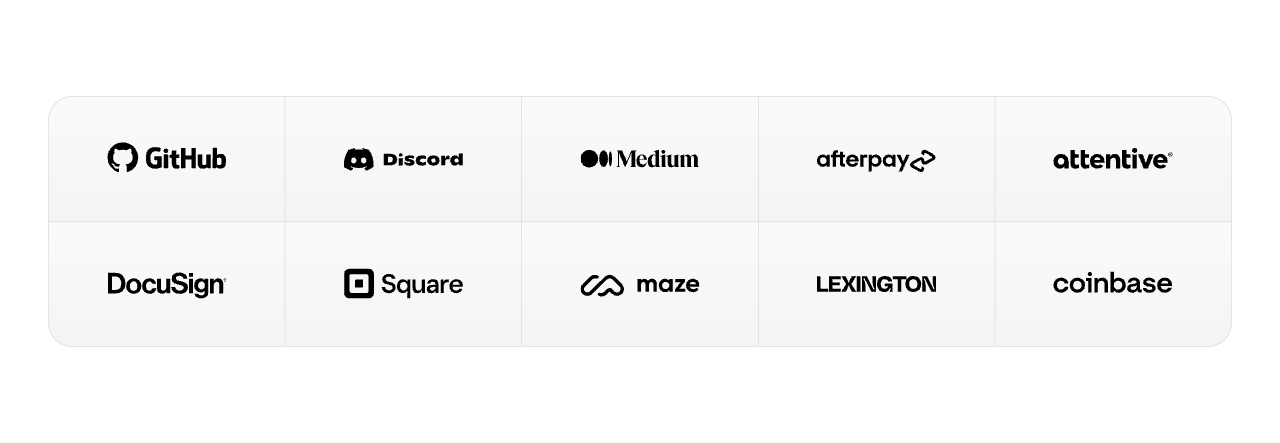 GitHub
Discord
Medium
afterpay
attentive®
DocuSign
Square
maze
LEXINGTON
coinbase